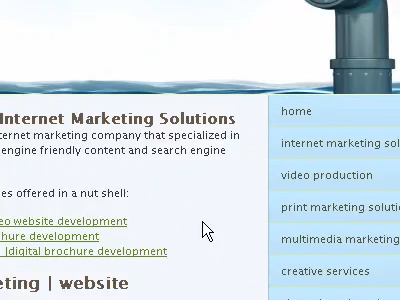 Internet Marketing Solutions
ternet marketing company that specialized in
engine friendly content and search engine
es offered in a nut shell:
eo website development
hure development
|digital brochure development
eting | website
home
internet marketing sol
video production
print marketing soluti
multimedia marketing
creative services